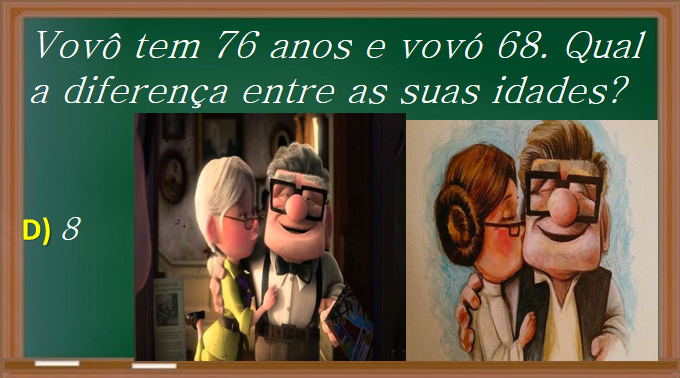 Vovô tem 76 anos e vovó 68. Qual
a diferença entre as suas idades?
D) 8